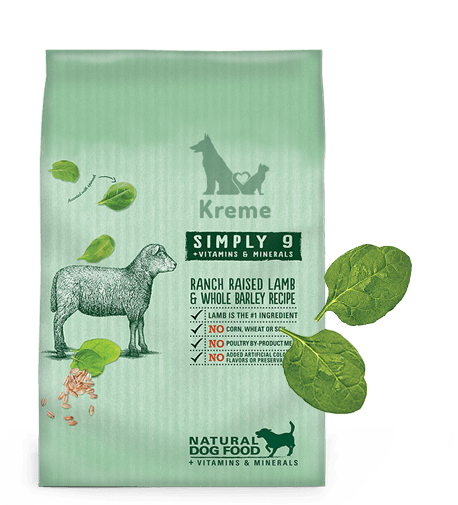 Kreme
SIMPLY 9
+ VITAMINS & MINERALS
RANCH RAISED LAMB
& WHOLE BARLEY RECIPE
LAMB IS THE #1 INGREDIENT
NO CORN, WHEAT OR
NO POULTRY BY-PRODUCT
NO ADDED ARTIFICIAL
FLAVORS OR
NATURAL
DOG FOOD
+ VITAMINS & MINERALS